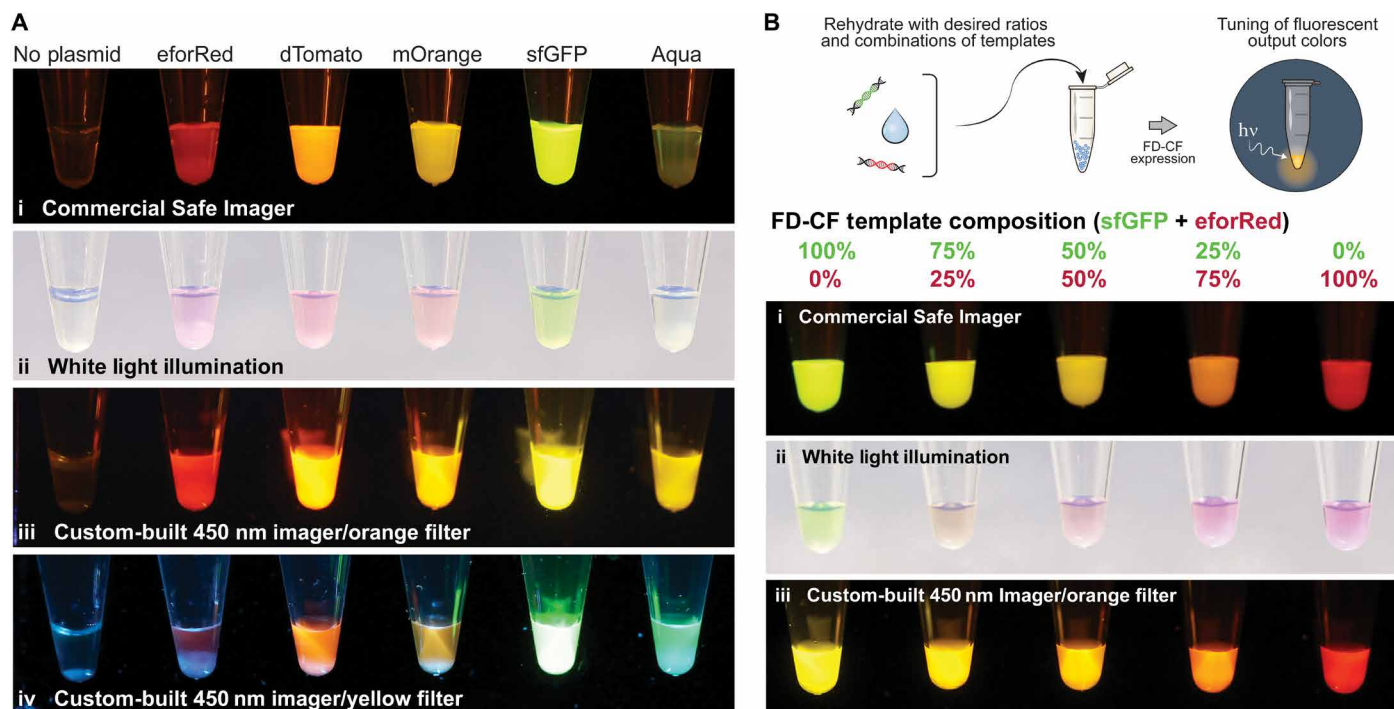 A
No plasmid eforRed dTomato mOrange sfGFP Aqua
i Commercial Safe Imager
ii White light illumination
iii Custom-built 450 nm imager/orange filter
iv Custom-built 450 nm imager/yellow filter
B
Rehydrate with desired ratios
and combinations of templates
Tuning of fluorescent
output colors
FD-CF
expression
hν
FD-CF template composition (sfGFP + eforRed)
100% 75% 50% 25% 0%
0% 25% 50% 75% 100%
i Commercial Safe Imager
ii White light illumination
iii Custom-built 450 nm Imager/orange filter